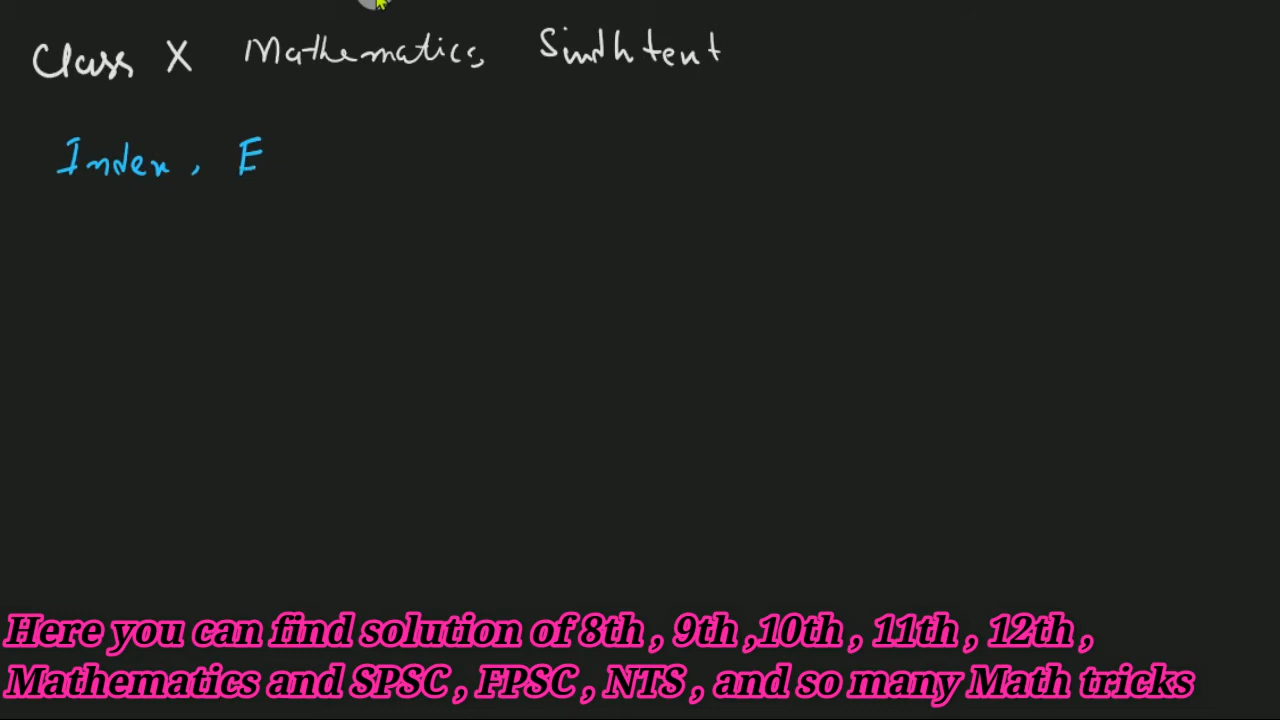 Class X Mathematics, Sindh text
Index, E
Here you can find solution of 8th , 9th ,10th , 11th , 12th ,
Mathematics and SPSC , FPSC , NTS , and so many Math tricks